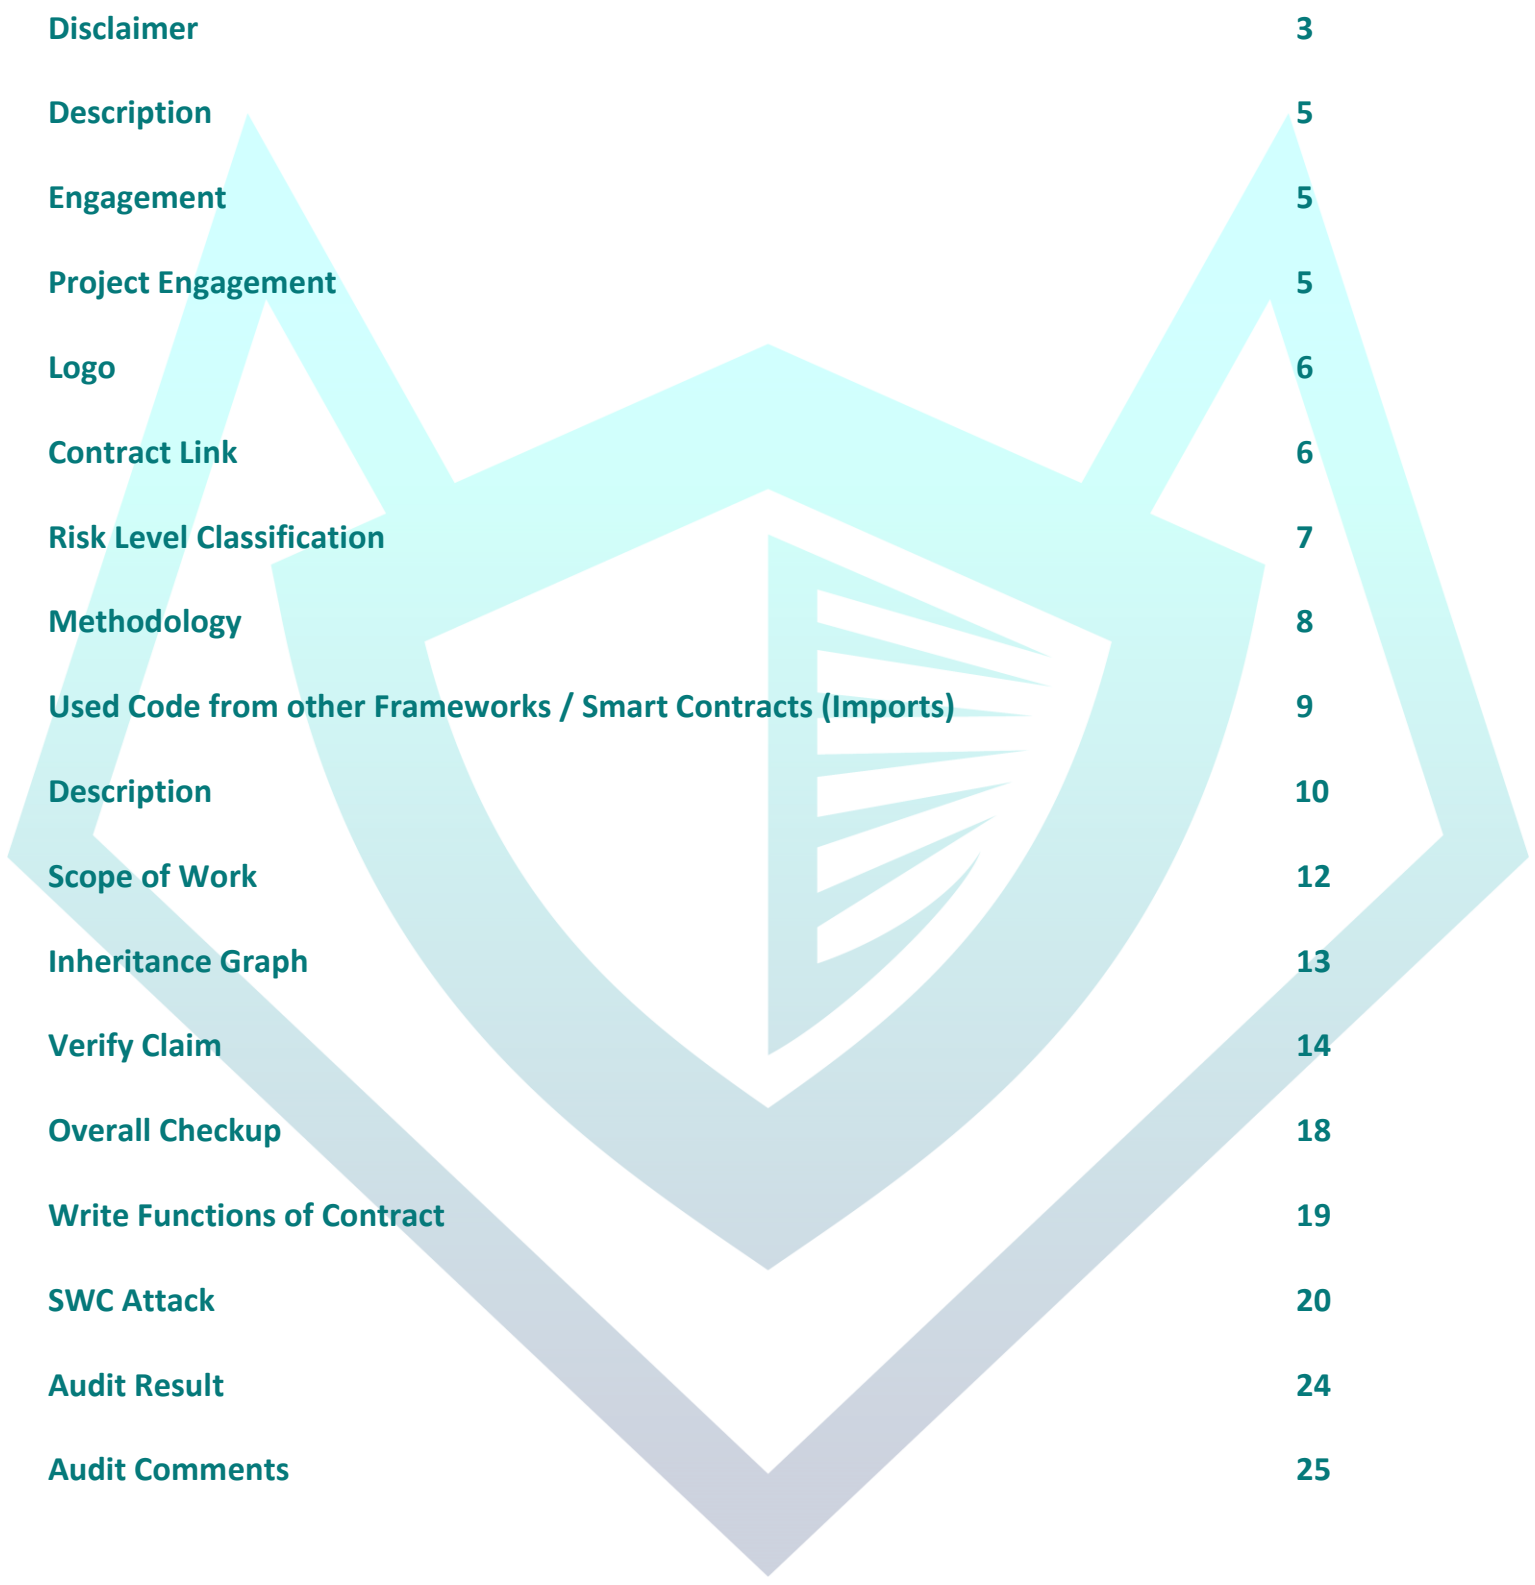 Disclaimer 3
Description 5
Engagement 5
Project Engagement 5
Logo 6
Contract Link 6
Risk Level Classification 7
Methodology 8
Used Code from other Frameworks / Smart Contracts (Imports) 9
Description 10
Scope of Work 12
Inheritance Graph 13
Verify Claim 14
Overall Checkup 18
Write Functions of Contract 19
SWC Attack 20
Audit Result 24
Audit Comments 25